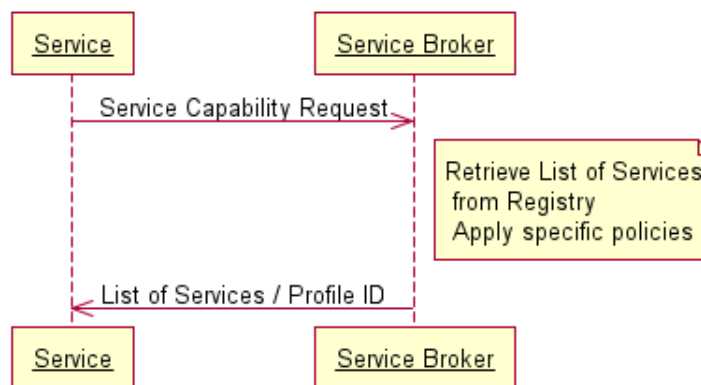 Service
Service Broker
Service Capability Request
Retrieve List of Services
from Registry
Apply specific policies
List of Services / Profile ID
Service
Service Broker